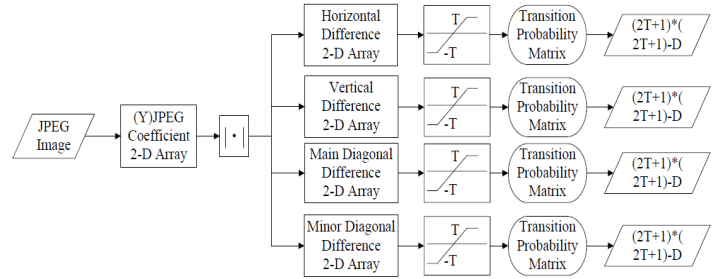 JPEG
Image
(Y)JPEG
Coefficient
2-D Array
|•|
Horizontal
Difference
2-D Array
T
-T
Transition
Probability
Matrix
(2T+1)*(
2T+1)-D
Vertical
Difference
2-D Array
T
-T
Transition
Probability
Matrix
(2T+1)*(
2T+1)-D
Main Diagonal
Difference
2-D Array
T
-T
Transition
Probability
Matrix
(2T+1)*(
2T+1)-D
Minor Diagonal
Difference
2-D Array
T
-T
Transition
Probability
Matrix
(2T+1)*(
2T+1)-D